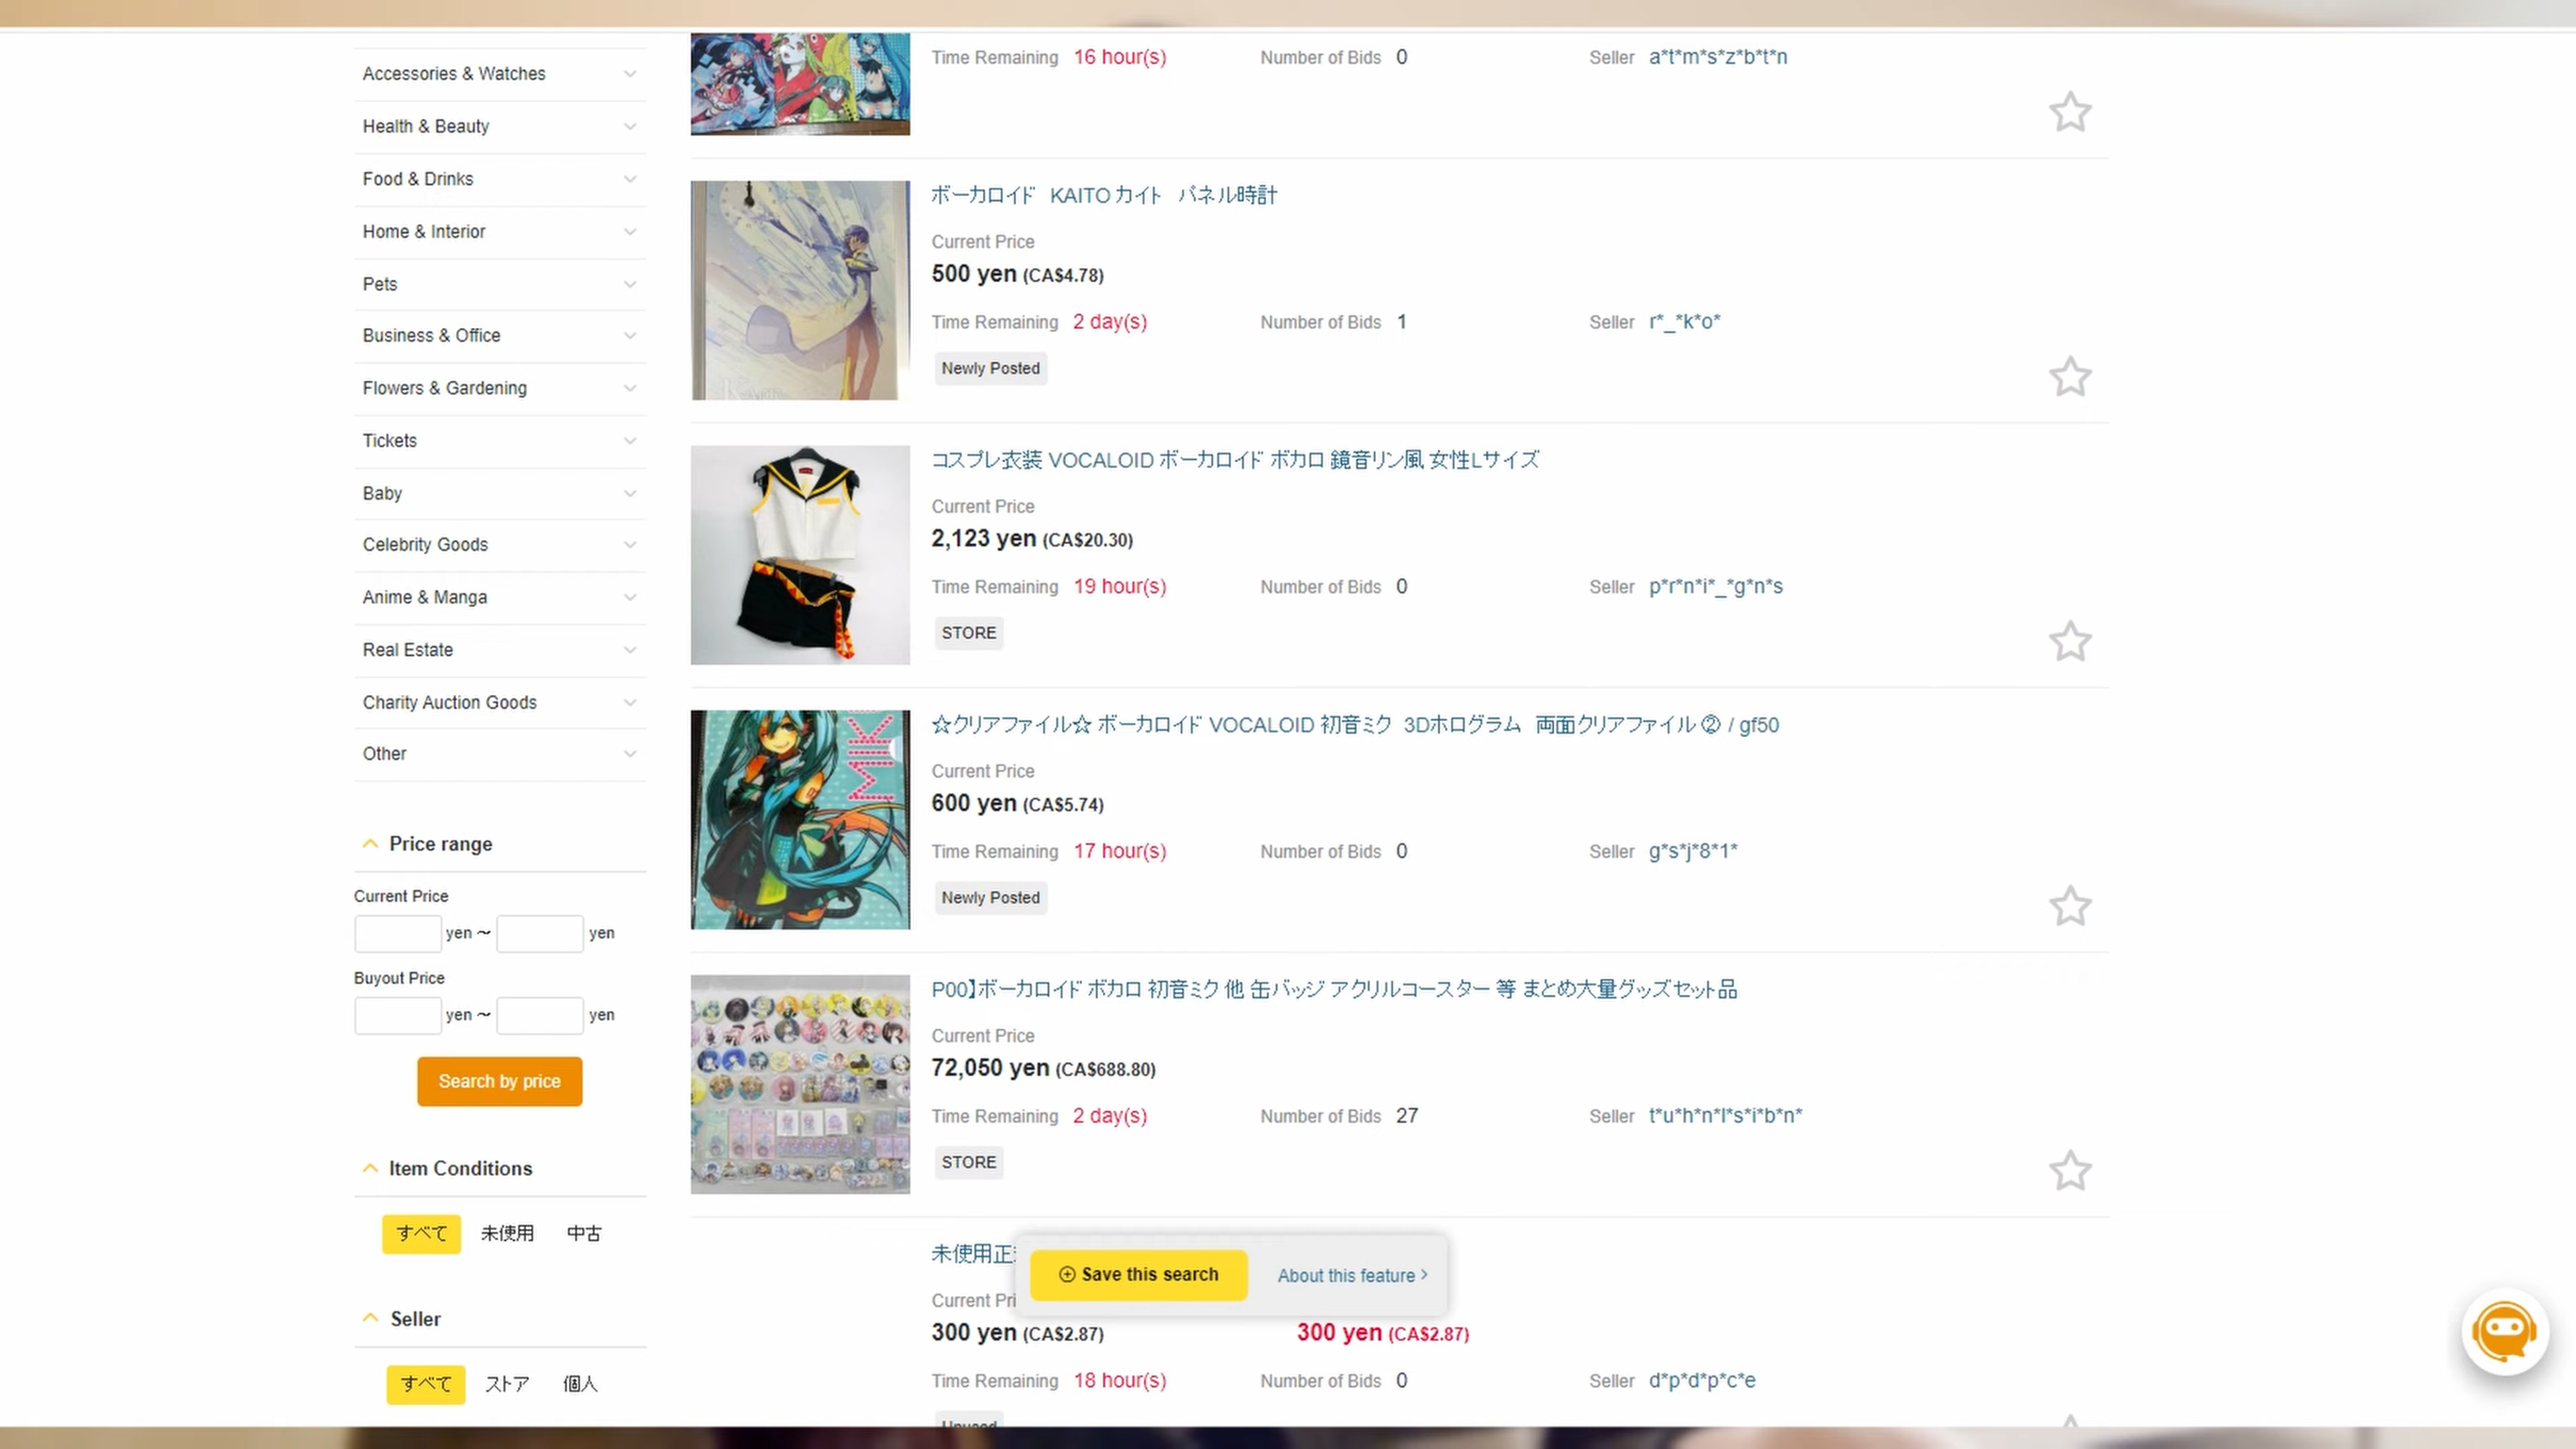 Accessories & Watches
Health & Beauty
Food & Drinks
Home & Interior
Pets
Business & Office
Flowers & Gardening
Tickets
Baby
Celebrity Goods
Anime & Manga
Real Estate
Charity Auction Goods
Other
Price range
Current Price
yen ～ yen
Buyout Price
yen ～ yen
Search by price
Item Conditions
すべて 未使用 中古
Seller
すべて ストア 個人
Time Remaining 16 hour(s) Number of Bids 0 Seller a*t*m*s*z*b*t*n
ボーカロイド KAITO カイト パネル時計
Current Price
500 yen (CA$4.78)
Time Remaining 2 day(s) Number of Bids 1 Seller r*_*k*o*
Newly Posted
コスプレ衣装 VOCALOID ボーカロイド ボカロ 鏡音リン風 女性Lサイズ
Current Price
2,123 yen (CA$20.30)
Time Remaining 19 hour(s) Number of Bids 0 Seller p*r*n*i*_*g*n*s
STORE
MIK
☆クリアファイル☆ ボーカロイド VOCALOID 初音ミク 3Dホログラム 両面クリアファイル ② / gf50
Current Price
600 yen (CA$5.74)
Time Remaining 17 hour(s) Number of Bids 0 Seller g*s*j*8*1*
Newly Posted
P00】ボーカロイド ボカロ 初音ミク 他 缶バッジ アクリルコースター 等 まとめ大量グッズセット品
Current Price
72,050 yen (CA$688.80)
Time Remaining 2 day(s) Number of Bids 27 Seller t*u*h*n*l*s*i*b*n*
STORE
未使用正
Save this search About this feature >
Current Pri
300 yen (CA$2.87) 300 yen (CA$2.87)
Time Remaining 18 hour(s) Number of Bids 0 Seller d*p*d*p*c*e
Unused